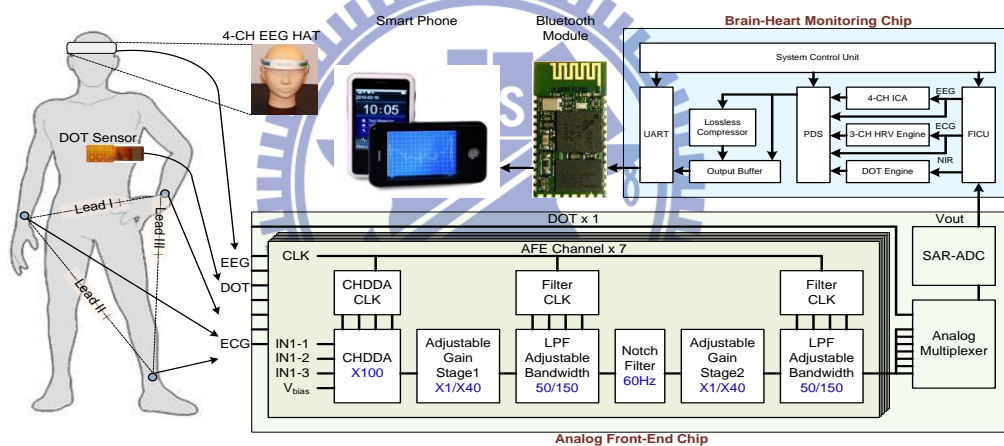 Smart Phone
Bluetooth
Module
Brain-Heart Monitoring Chip
4-CH EEG HAT
10:05
System Control Unit
UART
Lossless
Compressor
Output Buffer
PDS
4-CH ICA
3-CH HRV Engine
DOT Engine
EEG
ECG
NIR
FICU
DOT Sensor
Lead I
Lead II
Lead III
EEG
DOT
ECG
DOT x 1
Vout
AFE Channel x 7
CLK
SAR-ADC
CHDDA
CLK
Filter
CLK
Filter
CLK
IN1-1
IN1-2
IN1-3
Vbias
CHDDA
X100
Adjustable
Gain
Stage1
X1/X40
LPF
Adjustable
Bandwidth
50/150
Notch
Filter
60Hz
Adjustable
Gain
Stage2
X1/X40
LPF
Adjustable
Bandwidth
50/150
Analog
Multiplexer
Analog Front-End Chip